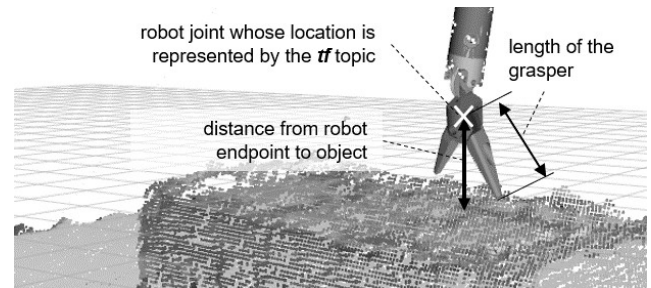 robot joint whose location is
represented by the tf topic
length of the
grasper
distance from robot
endpoint to object